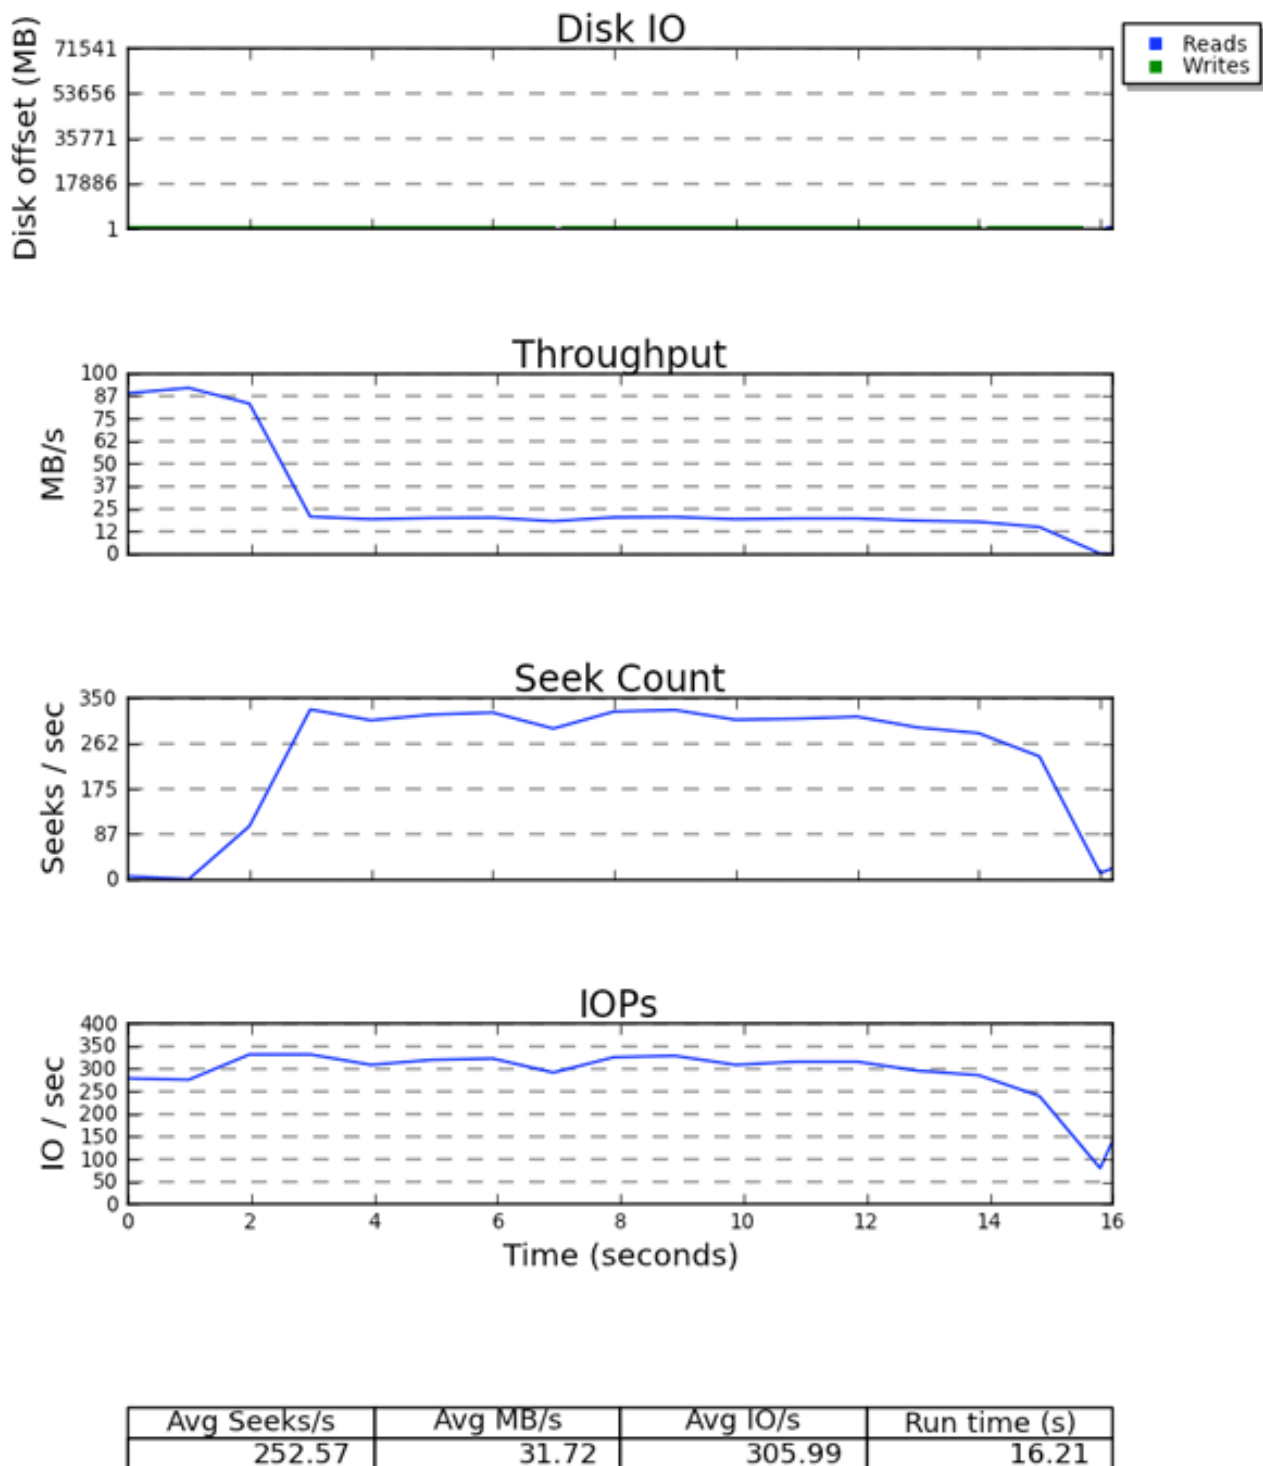 Disk IO
Reads
Writes
Disk offset (MB)
71541
53656
35771
17886
1
Throughput
MB/s
100
87
75
62
50
37
25
12
0
Seek Count
Seeks / sec
350
262
175
87
0
IOPs
IO / sec
400
350
300
250
200
150
100
50
0
0 2 4 6 8 10 12 14 16
Time (seconds)
Avg Seeks/s Avg MB/s Avg IO/s Run time (s)
252.57 31.72 305.99 16.21